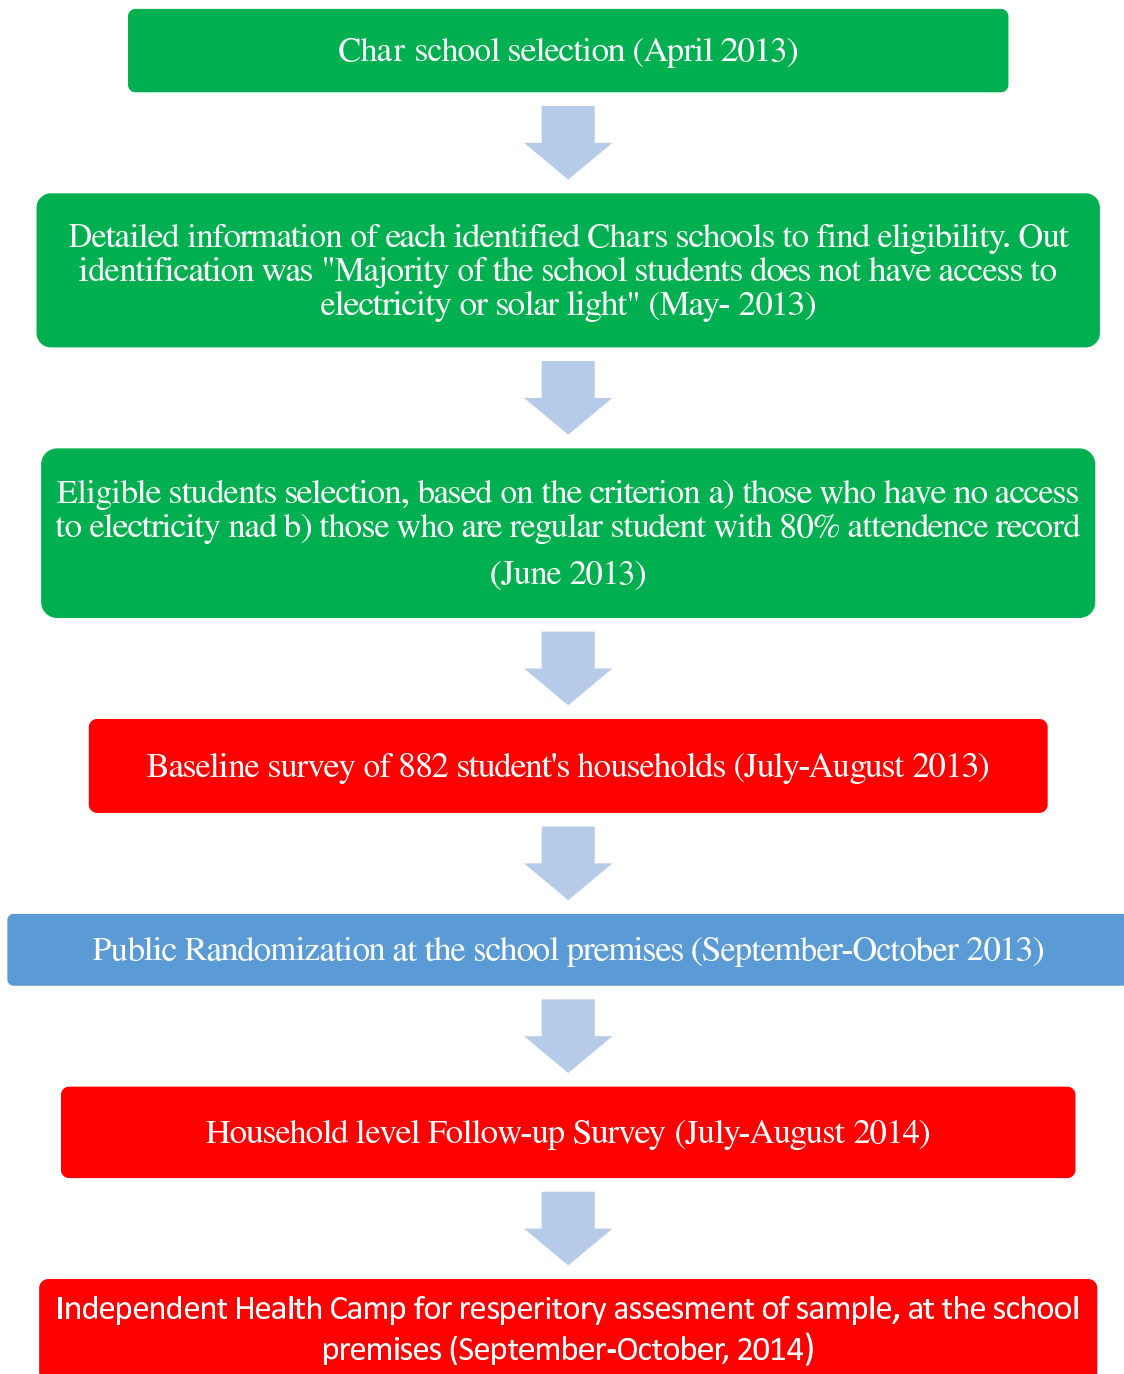 Char school selection (April 2013)
Detailed information of each identified Chars schools to find eligibility. Out
identification was "Majority of the school students does not have access to
electricity or solar light" (May- 2013)
Eligible students selection, based on the criterion a) those who have no access
to electricity nad b) those who are regular student with 80% attendence record
(June 2013)
Baseline survey of 882 student's households (July-August 2013)
Public Randomization at the school premises (September-October 2013)
Household level Follow-up Survey (July-August 2014)
Independent Health Camp for resperitory assesment of sample, at the school
premises (September-October, 2014)